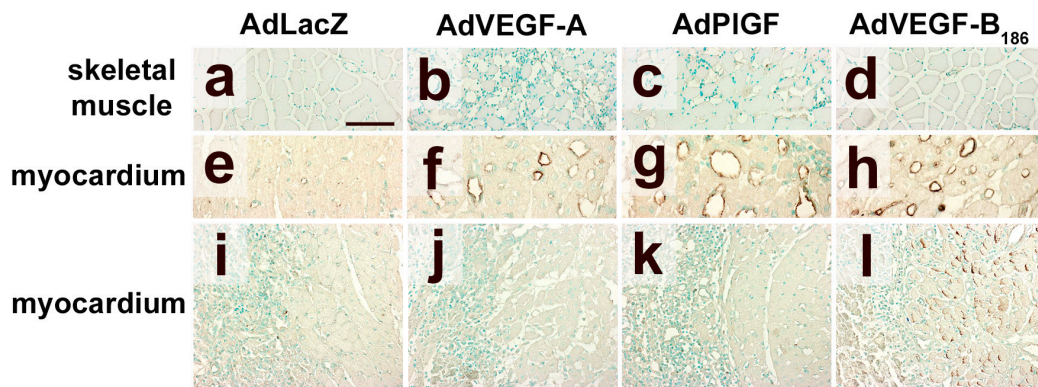 AdLacZ AdVEGF-A AdPlGF AdVEGF-B186
skeletal
muscle
a b c d
myocardium
e f g h
myocardium
i j k l